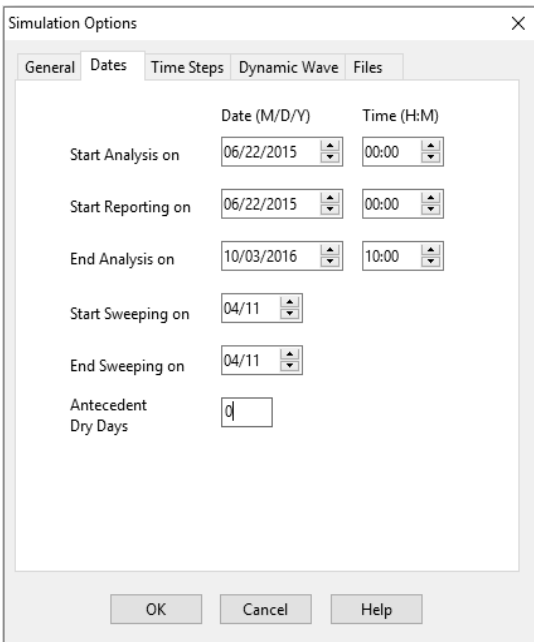 Simulation Options
General Dates Time Steps Dynamic Wave Files
Date (M/D/Y) Time (H:M)
Start Analysis on 06/22/2015 00:00
Start Reporting on 06/22/2015 00:00
End Analysis on 10/03/2016 10:00
Start Sweeping on 04/11
End Sweeping on 04/11
Antecedent
Dry Days 0
OK Cancel Help